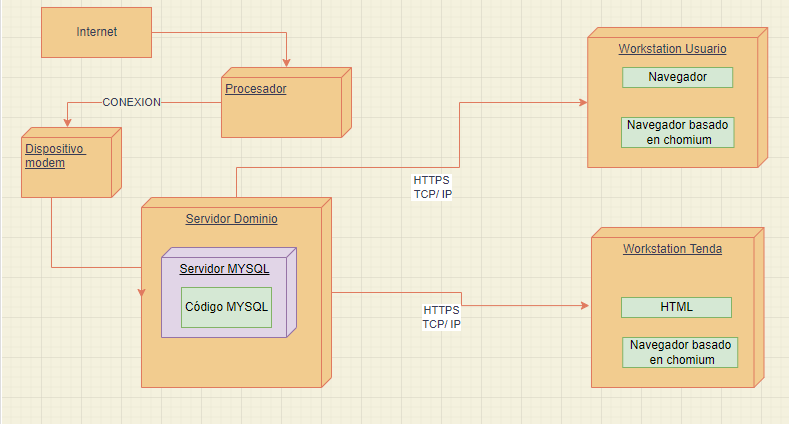 Internet
Procesador
CONEXION
Dispositivo
modem
Servidor Dominio
Servidor MYSQL
Código MYSQL
HTTPS
TCP/ IP
HTTPS
TCP/ IP
Workstation Usuario
Navegador
Navegador basado
en chomium
Workstation Tenda
HTML
Navegador basado
en chomium